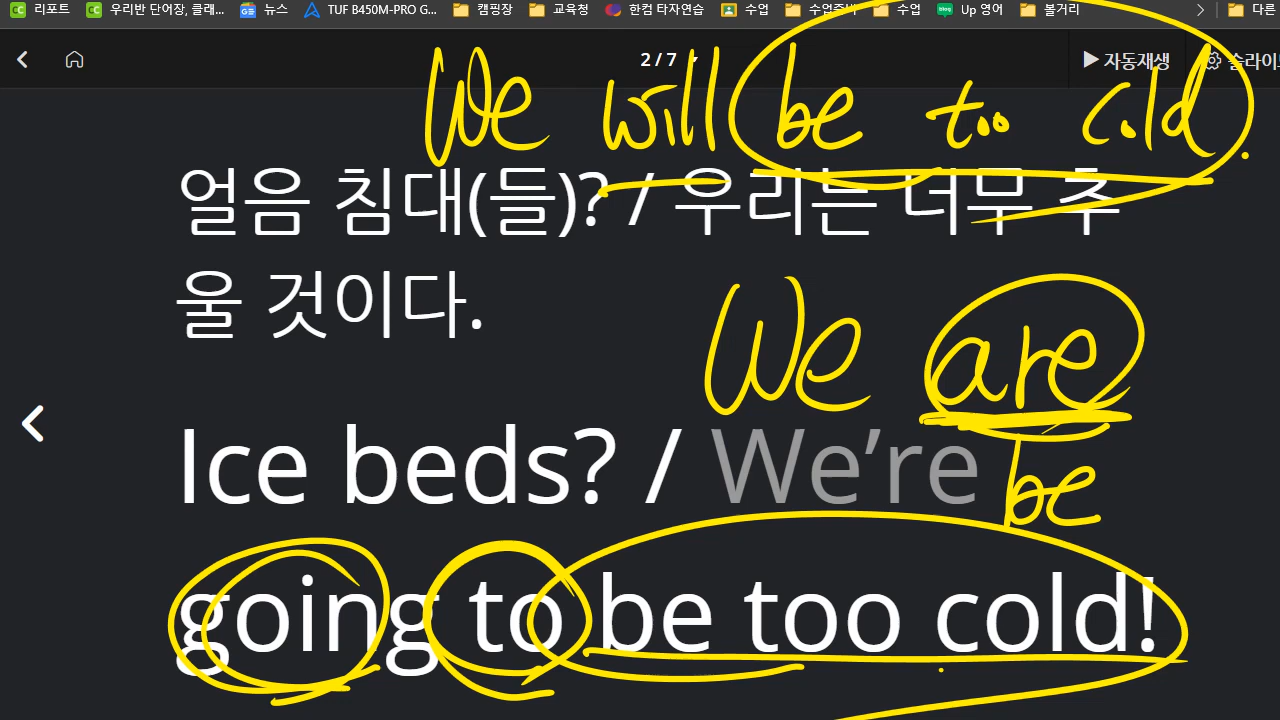 리포트 우리반 단어장, 클래... 뉴스 TUF B450M-PRO G... 캠핑장 교육청 한컴 타자연습 수업 수업준비 수업 Up 영어 볼거리 다른
2 / 7 자동재생 슬라이드
We will be too cold.
얼음 침대(들)? / 우리는 너무 추
울 것이다.
We are
Ice beds? / We're
be
going to be too cold!